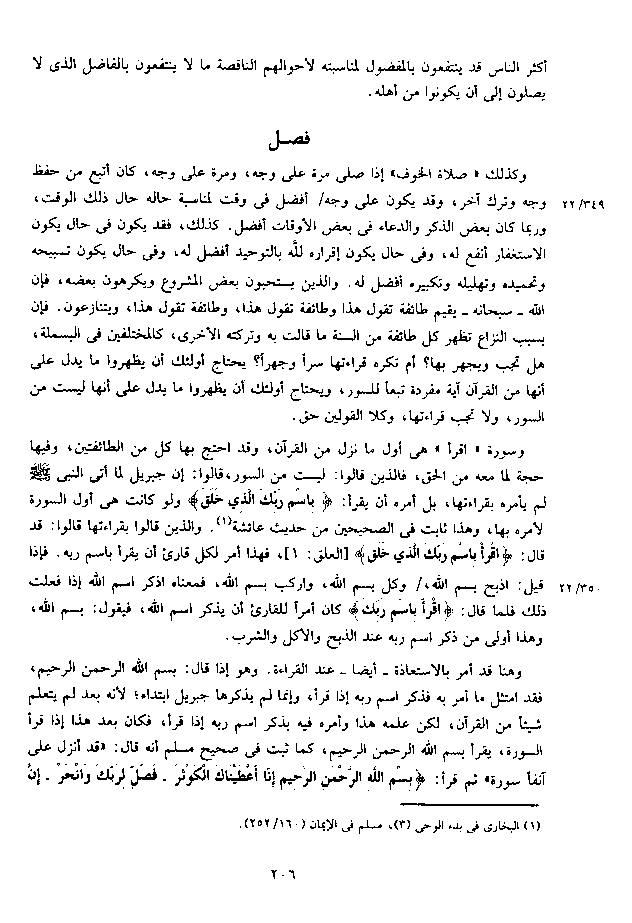 أكثر الناس قد ينتفعون بالمفضول لمناسبته لأحوالهم الناقصة ما لا ينتفعون بالفاضل الذى لا
يصلون إلى أن يكونوا من أهله.
فصل
وكذلك « صلاة الخوف» إذا صلى مرة على وجه، ومرة على وجه، كان أتبع من حفظ
٢٢/٣٤٩ وجه وترك آخر، وقد يكون على وجه/ أفضل فى وقت لمناسبة حاله حال ذلك الوقت،
وربما كان بعض الذكر والدعاء فى بعض الأوقات أفضل. كذلك، فقد يكون فى حال يكون
الاستغفار أنفع له، وفى حال يكون إقراره للَّه بالتوحيد أفضل له، وفى حال يكون تسبيحه
وتحميده وتهليله وتكبيره أفضل له. والذين يستحبون بعض المشروع ويكرهون بعضه، فإن
الله ـ سبحانه ـ يقيم طائفة تقول هذا وطائفة تقول هذا، وطائفة تقول هذا، ويتنازعون. فإن
بسبب النزاع تظهر كل طائفة من السنة ما قالت به وتركته الأخرى، كالمختلفين فى البسملة،
هل تجب ويجهر بها؟ أم تكره قراءتها سراً وجهراً؟ يحتاج أولئك أن يظهروا ما يدل على
أنها من القرآن آية مفردة تبعاً للسور، ويحتاج أولئك أن يظهروا ما يدل على أنها ليست من
السور، ولا تجب قراءتها، وكلا القولين حق.
وسورة « اقرأ » هى أول ما نزل من القرآن، وقد احتج بها كل من الطائفتين، وفيها
حجة لما معه من الحق، فالذين قالوا: ليست من السور،قالوا: إن جبريل لما أتى النبى ﷺ
لم يأمره بقراءتها، بل أمره أن يقرأ: ﴿ بِاسْمِ رَبِّكَ الَّذِي خَلَقَ ﴾ ولو كانت هى أول السورة
لأمره بها، وهذا ثابت فى الصحيحين من حديث عائشة(١). والذين قالوا بقراءتها قالوا: قد
قال: ﴿ اقْرَأْ بِاسْمِ رَبِّكَ الَّذِي خَلَقَ ﴾ [العلق: ١]، فهذا أمر لكل قارئ أن يقرأ باسم ربه. فإذا
٢٢/٣٥٠ قيل: اذبح بسم الله،/ وكل بسم الله، واركب بسم الله، فمعناه اذكر اسم الله إذا فعلت
ذلك فلما قال: ﴿ اقْرَأْ بِاسْمِ رَبِّكَ ﴾ كان أمراً للقارئ أن يذكر اسم الله، فيقول: بسم الله،
وهذا أولى من ذكر اسم ربه عند الذبح والأكل والشرب.
وهنا قد أمر بالاستعاذة ـ أيضا ـ عند القراءة. وهو إذا قال: بسم الله الرحمن الرحيم،
فقد امتثل ما أمر به فذكر اسم ربه إذا قرأ، وإنما لم يذكرها جبريل ابتداء؛ لأنه بعد لم يتعلم
شيئاً من القرآن، لكن علمه هذا وأمره فيه بذكر اسم ربه إذا قرأ، فكان بعد هذا إذا قرأ
السورة، يقرأ بسم الله الرحمن الرحيم، كما ثبت فى صحيح مسلم أنه قال: «قد أنزل على
آنفاً سورة» ثم قرأ: ﴿ بِسْمِ اللَّهِ الرَّحْمَنِ الرَّحِيمِ إِنَّا أَعْطَيْنَاكَ الْكَوْثَرَ . فَصَلِّ لِرَبِّكَ وَانْحَرْ . إِنَّ
(١) البخارى فى بدء الوحى (٣)، مسلم فى الإيمان (١٦٠/ ٢٥٢).
٢٠٦